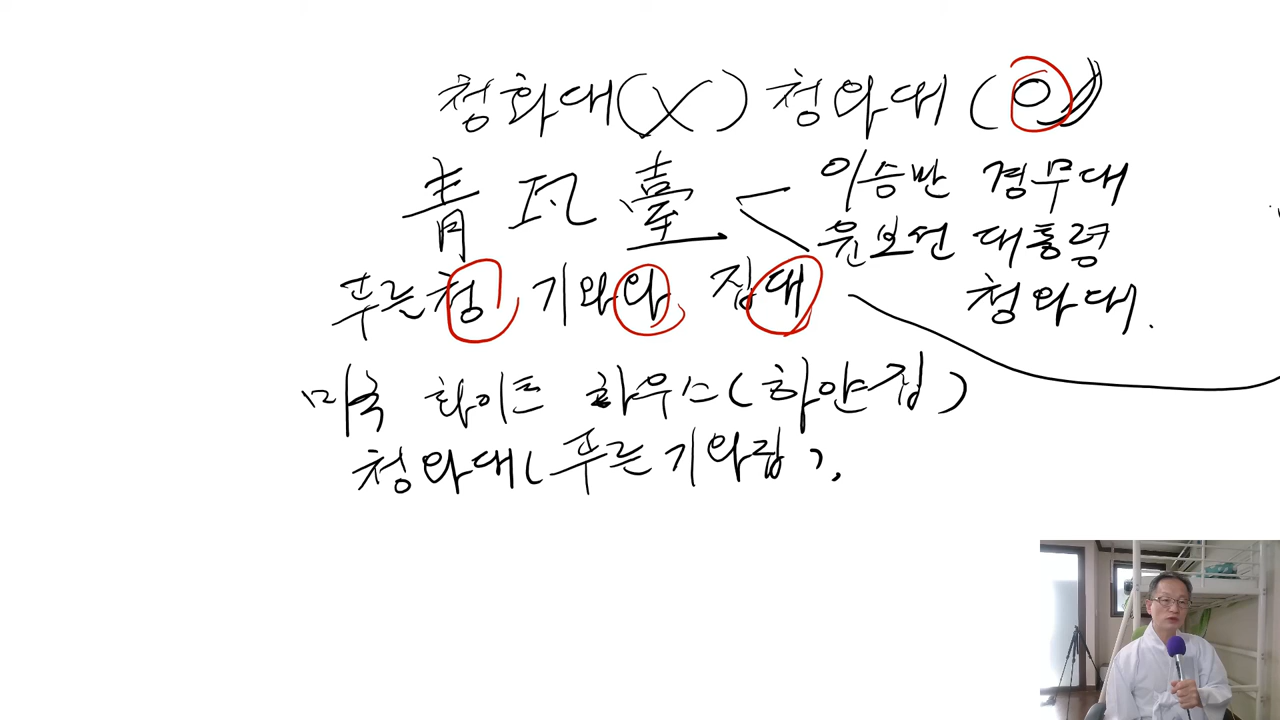 청화대(X) 청와대(O)
靑瓦臺 < 이승만 경무대
윤보선 대통령
푸른청 기와와 집대
청와대.
미국 화이트 하우스(하얀집)
청와대(푸른기와집).